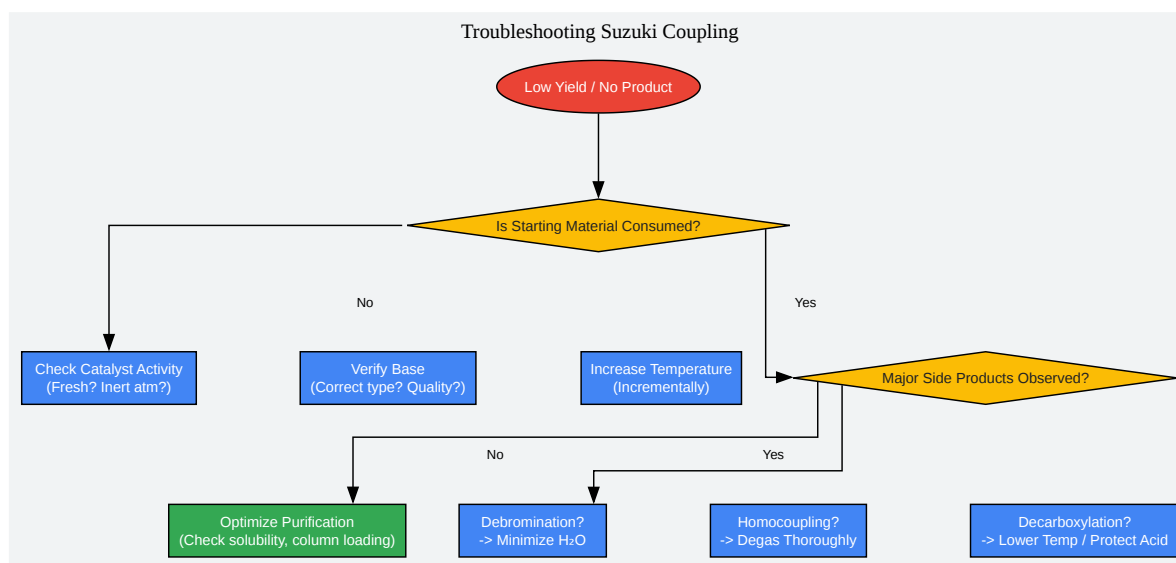 Troubleshooting Suzuki Coupling
Low Yield / No Product
Is Starting Material Consumed?
No
Yes
Check Catalyst Activity
(Fresh? Inert atm?)
Verify Base
(Correct type? Quality?)
Increase Temperature
(Incrementally)
Major Side Products Observed?
No
Yes
Optimize Purification
(Check solubility, column loading)
Debromination?
-> Minimize H₂O
Homocoupling?
-> Degas Thoroughly
Decarboxylation?
-> Lower Temp / Protect Acid